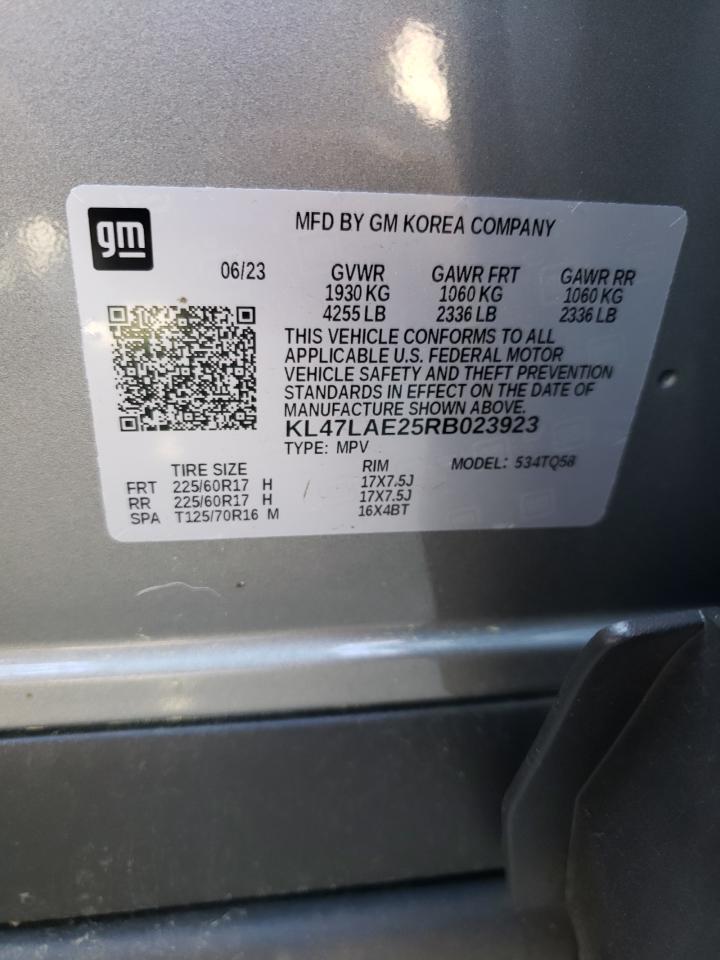 gm
MFD BY GM KOREA COMPANY
06/23 GVWR GAWR FRT GAWR RR
1930 KG 1060 KG 1060 KG
4255 LB 2336 LB 2336 LB
THIS VEHICLE CONFORMS TO ALL
APPLICABLE U.S. FEDERAL MOTOR
VEHICLE SAFETY AND THEFT PREVENTION
STANDARDS IN EFFECT ON THE DATE OF
MANUFACTURE SHOWN ABOVE.
KL47LAE25RB023923
TYPE: MPV MODEL: 534TQ58
TIRE SIZE RIM
FRT 225/60R17 H 17X7.5J
RR 225/60R17 H 17X7.5J
SPA T125/70R16 M 16X4BT